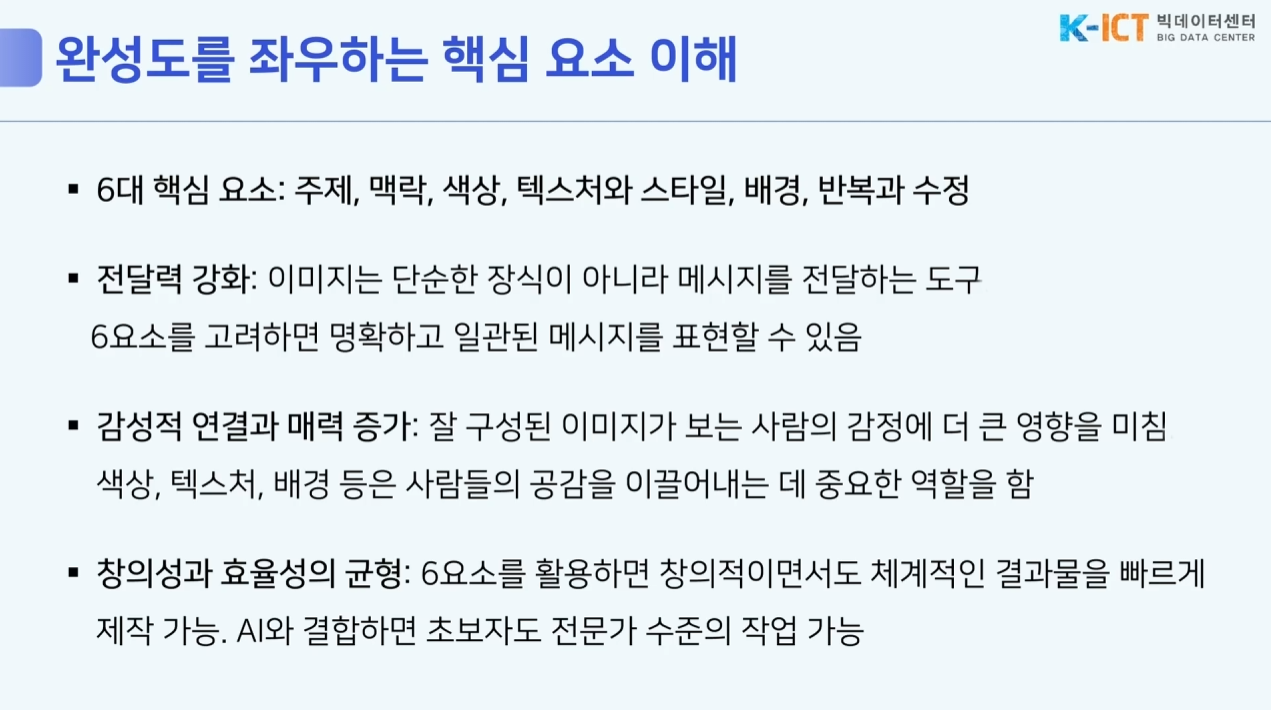 K-ICT 빅데이터센터
BIG DATA CENTER
완성도를 좌우하는 핵심 요소 이해
▪ 6대 핵심 요소: 주제, 맥락, 색상, 텍스처와 스타일, 배경, 반복과 수정
▪ 전달력 강화: 이미지는 단순한 장식이 아니라 메시지를 전달하는 도구
6요소를 고려하면 명확하고 일관된 메시지를 표현할 수 있음
▪ 감성적 연결과 매력 증가: 잘 구성된 이미지가 보는 사람의 감정에 더 큰 영향을 미침
색상, 텍스처, 배경 등은 사람들의 공감을 이끌어내는 데 중요한 역할을 함
▪ 창의성과 효율성의 균형: 6요소를 활용하면 창의적이면서도 체계적인 결과물을 빠르게
제작 가능. AI와 결합하면 초보자도 전문가 수준의 작업 가능